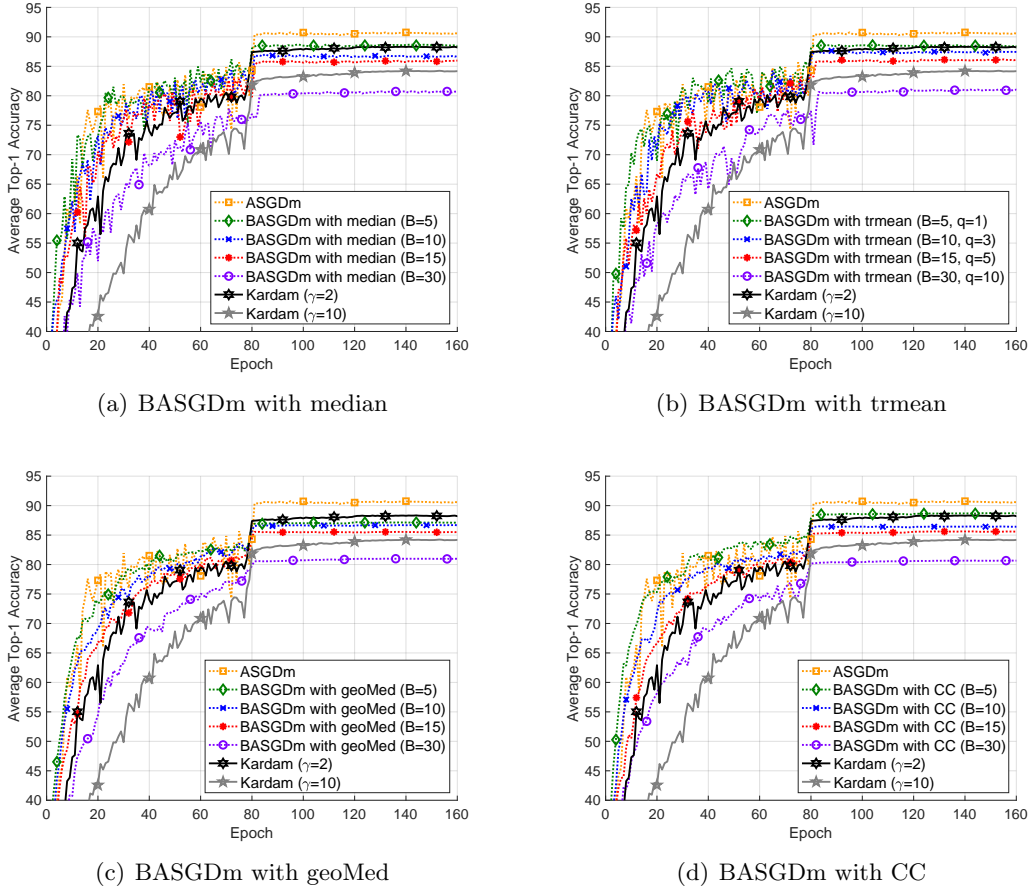 95
90
85
80
75
70
65
60
55
50
45
40
Average Top-1 Accuracy
ASGDm
BASGDm with median (B=5)
BASGDm with median (B=10)
BASGDm with median (B=15)
BASGDm with median (B=30)
Kardam (γ=2)
Kardam (γ=10)
20 40 60 80 100 120 140 160
Epoch
(a) BASGDm with median
95
90
85
80
75
70
65
60
55
50
45
40
Average Top-1 Accuracy
ASGDm
BASGDm with trmean (B=5, q=1)
BASGDm with trmean (B=10, q=3)
BASGDm with trmean (B=15, q=5)
BASGDm with trmean (B=30, q=10)
Kardam (γ=2)
Kardam (γ=10)
20 40 60 80 100 120 140 160
Epoch
(b) BASGDm with trmean
95
90
85
80
75
70
65
60
55
50
45
40
Average Top-1 Accuracy
ASGDm
BASGDm with geoMed (B=5)
BASGDm with geoMed (B=10)
BASGDm with geoMed (B=15)
BASGDm with geoMed (B=30)
Kardam (γ=2)
Kardam (γ=10)
20 40 60 80 100 120 140 160
Epoch
(c) BASGDm with geoMed
95
90
85
80
75
70
65
60
55
50
45
40
Average Top-1 Accuracy
ASGDm
BASGDm with CC (B=5)
BASGDm with CC (B=10)
BASGDm with CC (B=15)
BASGDm with CC (B=30)
Kardam (γ=2)
Kardam (γ=10)
20 40 60 80 100 120 140 160
Epoch
(d) BASGDm with CC